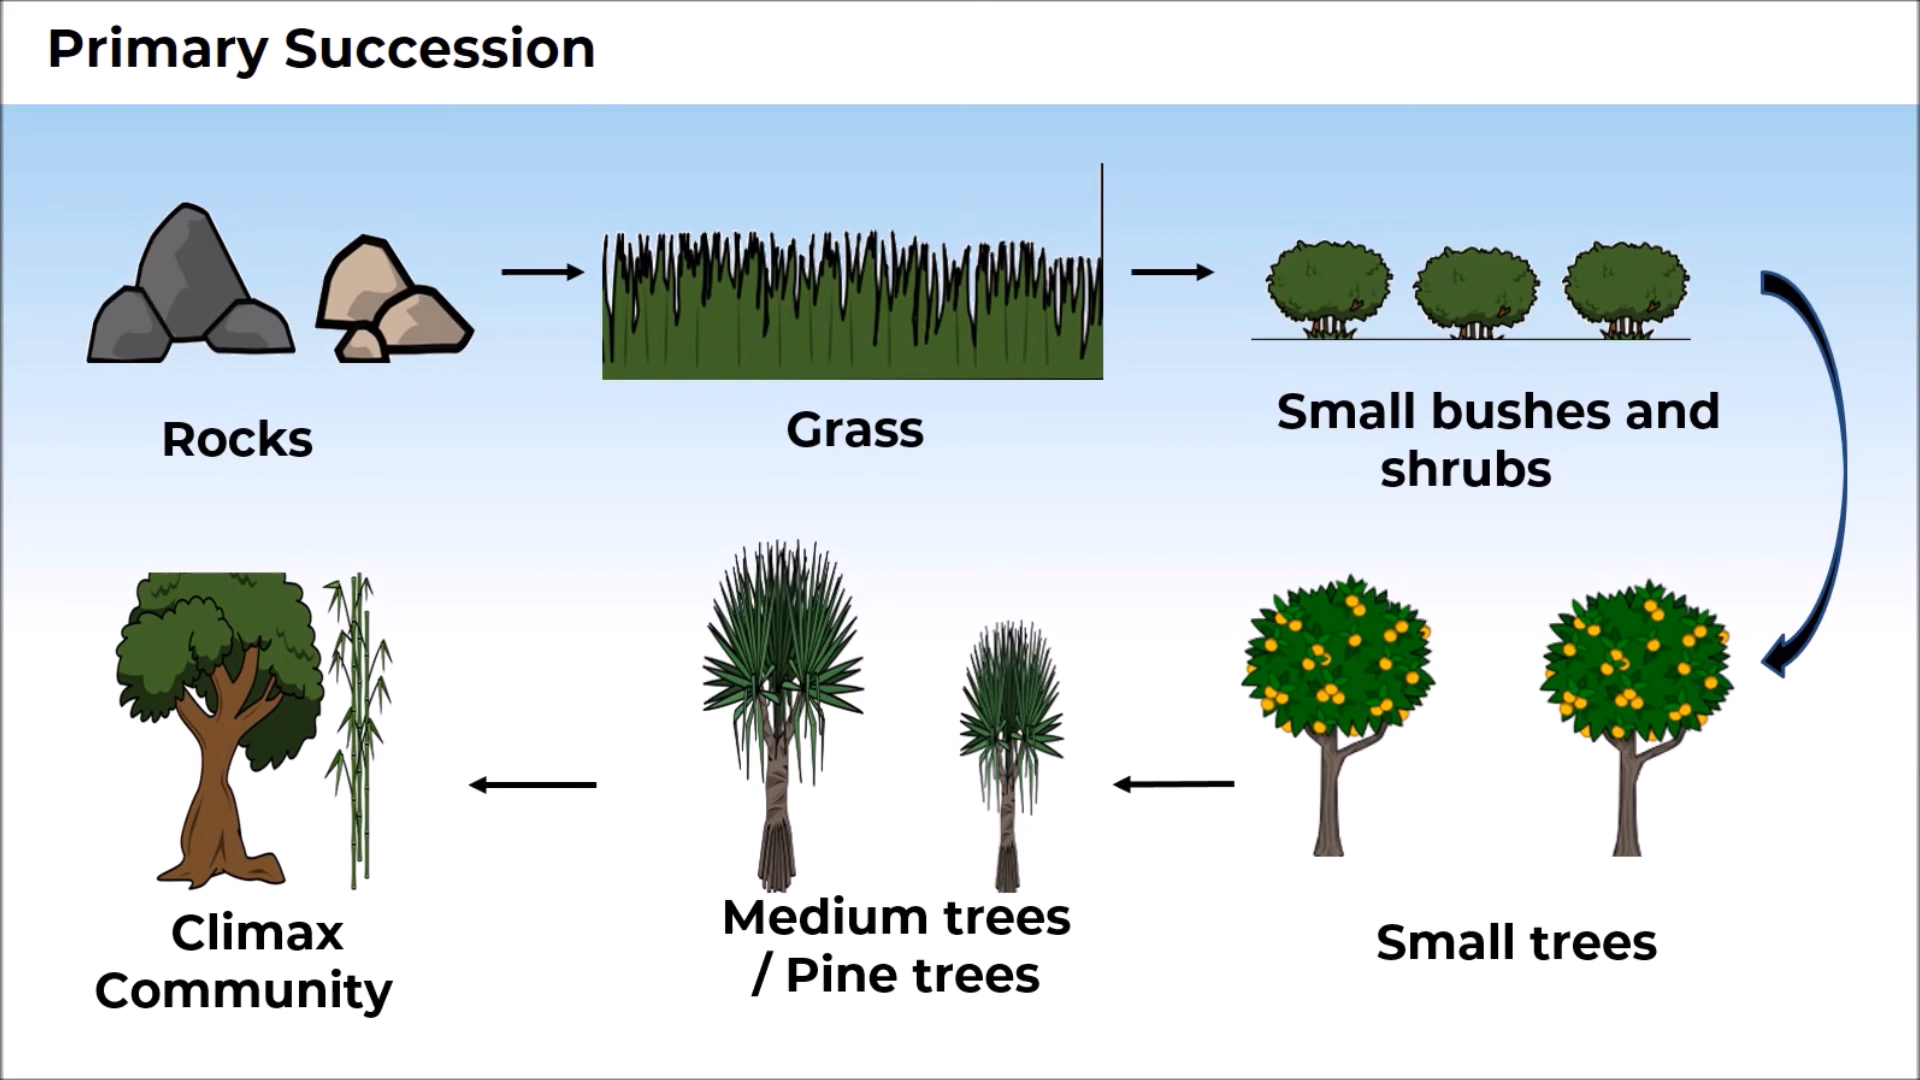 Primary Succession
Rocks
Grass
Small bushes and
shrubs
Climax
Community
Medium trees
/ Pine trees
Small trees